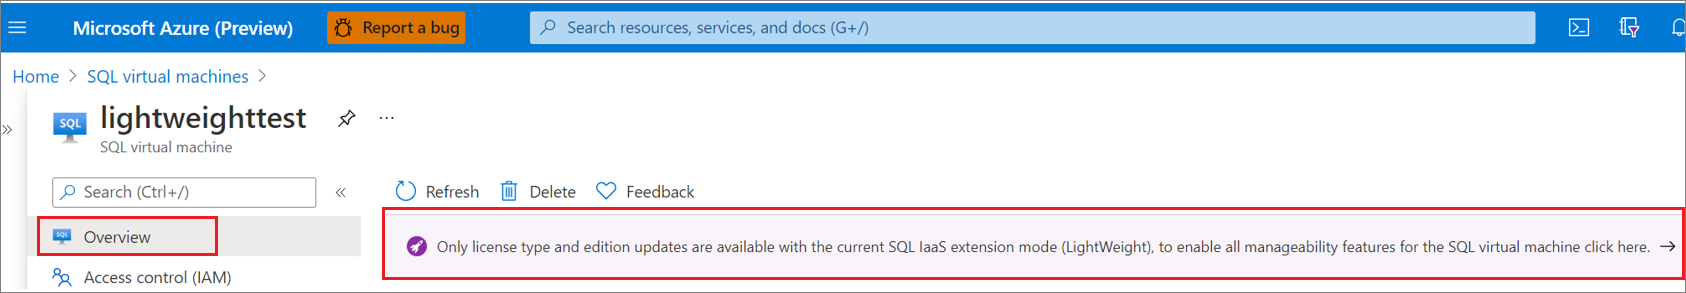 Microsoft Azure (Preview) Report a bug Search resources, services, and docs (G+/)
Home > SQL virtual machines >
SQL lightweighttest ...
SQL virtual machine
Search (Ctrl+/) « Refresh Delete Feedback
SQL Overview
Only license type and edition updates are available with the current SQL IaaS extension mode (LightWeight), to enable all manageability features for the SQL virtual machine click here. →
Access control (IAM)